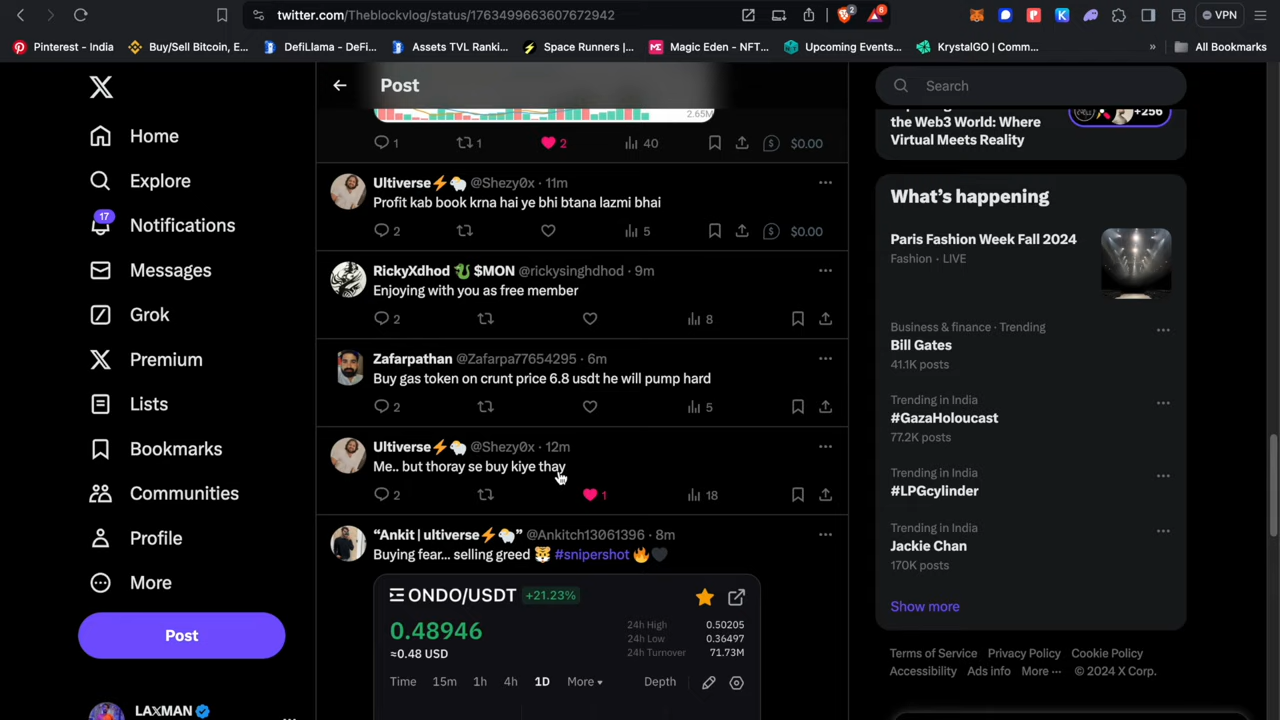 twitter.com/Theblockvlog/status/1763499663607672942
2
6
VPN
Pinterest - India
Buy/Sell Bitcoin, E...
DefiLlama - DeFi...
Assets TVL Ranki...
Space Runners |...
Magic Eden - NFT...
Upcoming Events...
KrystalGO | Comm...
»
All Bookmarks
X
Home
Explore
17
Notifications
Messages
Grok
Premium
Lists
Bookmarks
Communities
Profile
More
Post
LAXMAN
Post
2.65M
1
1
2
40
$0.00
Ultiverse⚡🐑 @Shezy0x · 11m
Profit kab book krna hai ye bhi btana lazmi bhai
2
5
$0.00
RickyXdhod 🐉 $MON @rickysinghdhod · 9m
Enjoying with you as free member
2
8
Zafarpathan @Zafarpa77654295 · 6m
Buy gas token on crunt price 6.8 usdt he will pump hard
2
5
Ultiverse⚡🐑 @Shezy0x · 12m
Me.. but thoray se buy kiye thay
2
1
18
“Ankit | ultiverse⚡🐑” @Ankitch13061396 · 8m
Buying fear... selling greed 🐯 #snipershot 🔥🖤
ONDO/USDT +21.23%
0.48946
≈0.48 USD
24h High 0.50205
24h Low 0.36497
24h Turnover 71.73M
Time 15m 1h 4h 1D More Depth
Search
the Web3 World: Where
Virtual Meets Reality
+256
What’s happening
Paris Fashion Week Fall 2024
Fashion · LIVE
Business & finance · Trending
Bill Gates
41.1K posts
Trending in India
#GazaHoloucast
77.2K posts
Trending in India
#LPGcylinder
Trending in India
Jackie Chan
170K posts
Show more
Terms of Service Privacy Policy Cookie Policy
Accessibility Ads info More ··· © 2024 X Corp.